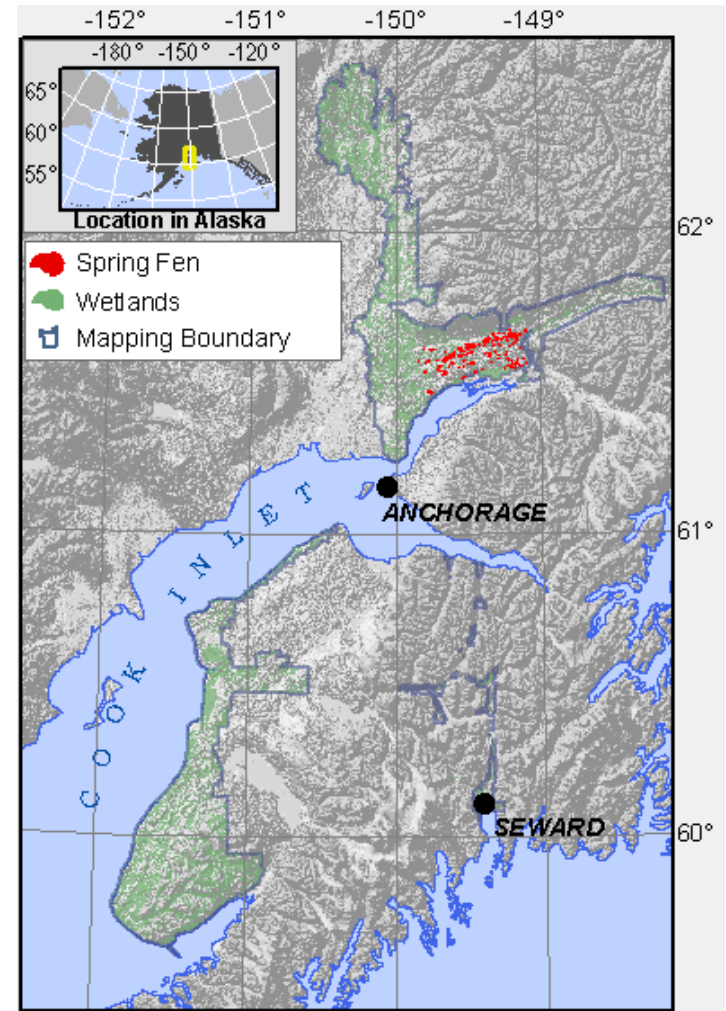 -152° -151° -150° -149°
-180° -150° -120°
65°
60°
55°
Location in Alaska
62°
Spring Fen
Wetlands
Mapping Boundary
ANCHORAGE
61°
COOK INLET
SEWARD
60°